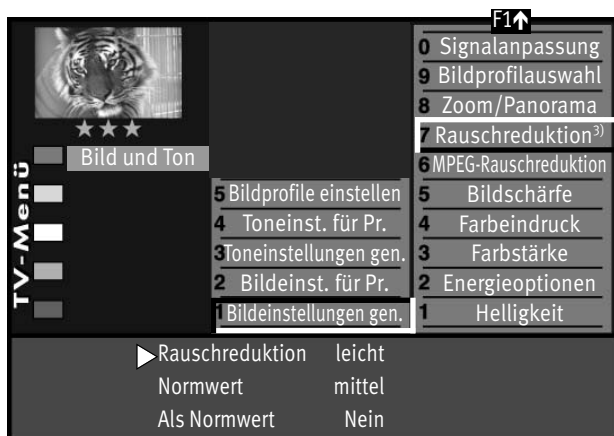 F1↑
0 Signalanpassung
9 Bildprofilauswahl
8 Zoom/Panorama
7 Rauschreduktion3)
6 MPEG-Rauschreduktion
5 Bildschärfe
4 Farbeindruck
3 Farbstärke
2 Energieoptionen
1 Helligkeit
TV-Menü
Bild und Ton
5 Bildprofile einstellen
4 Toneinst. für Pr.
3 Toneinstellungen gen.
2 Bildeinst. für Pr.
1 Bildeinstellungen gen.
Rauschreduktion leicht
Normwert mittel
Als Normwert Nein